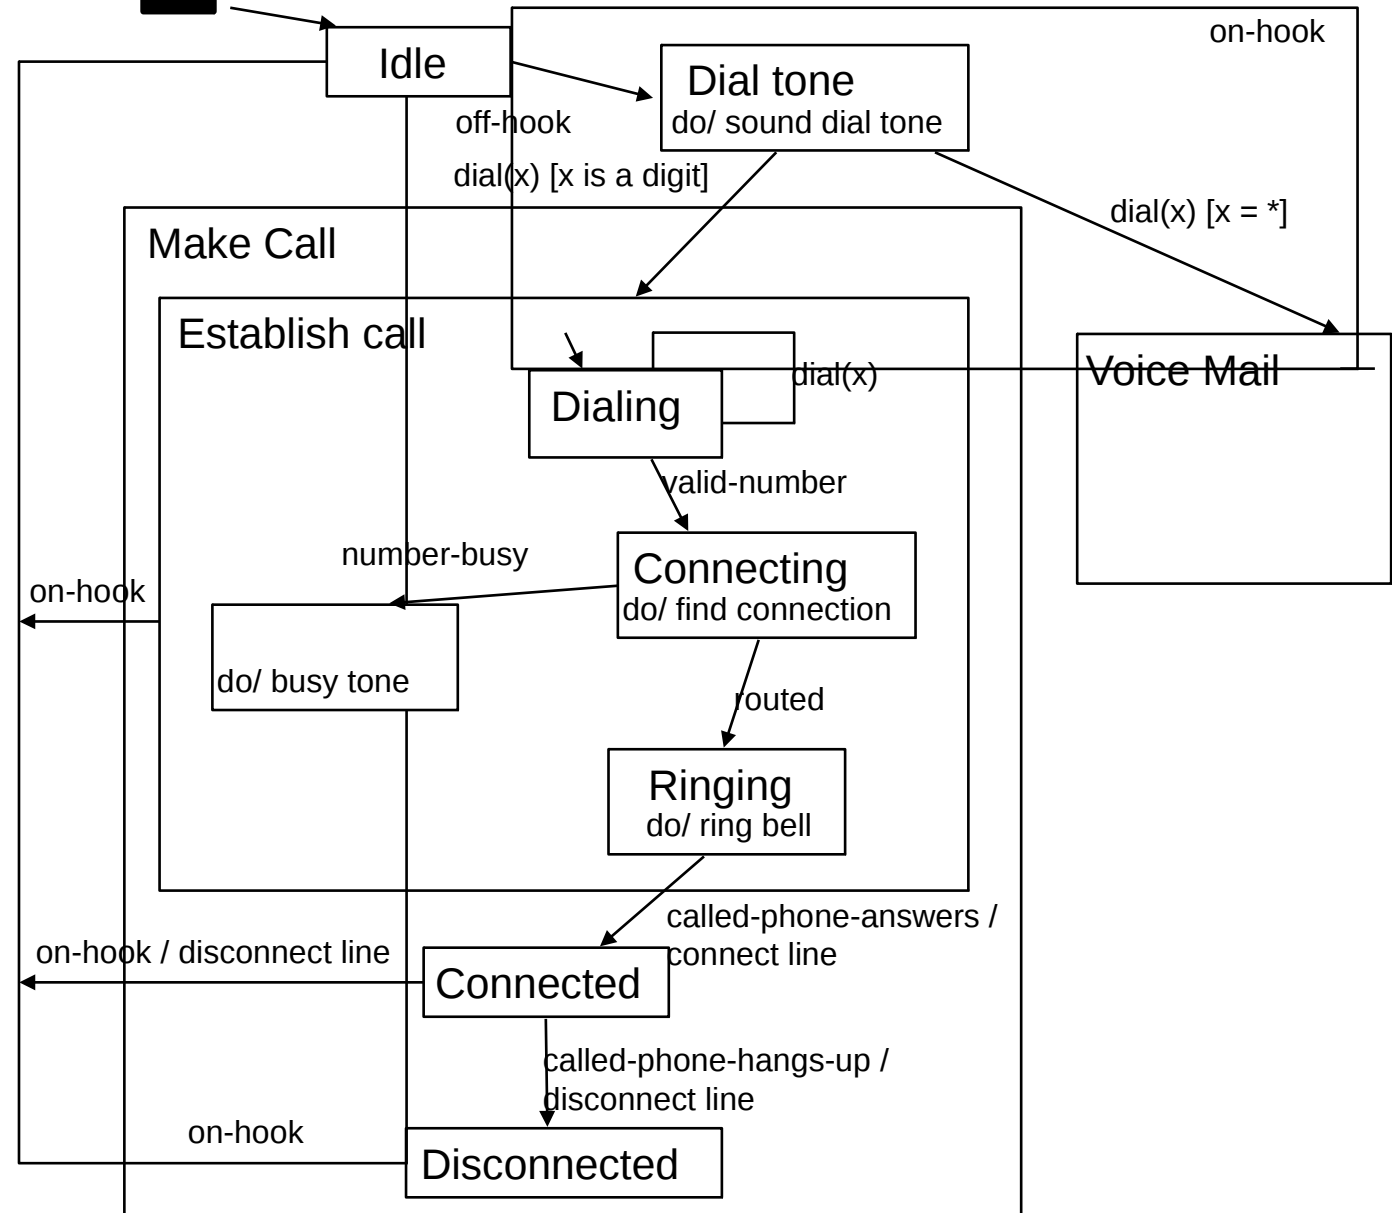 on-hook
Idle
Dial tone
do/ sound dial tone
off-hook
dial(x) [x is a digit]
dial(x) [x = *]
Make Call
Establish call
Voice Mail
dial(x)
Dialing
valid-number
number-busy
Connecting
do/ find connection
on-hook
do/ busy tone
routed
Ringing
do/ ring bell
called-phone-answers /
connect line
on-hook / disconnect line
Connected
called-phone-hangs-up /
disconnect line
on-hook
Disconnected